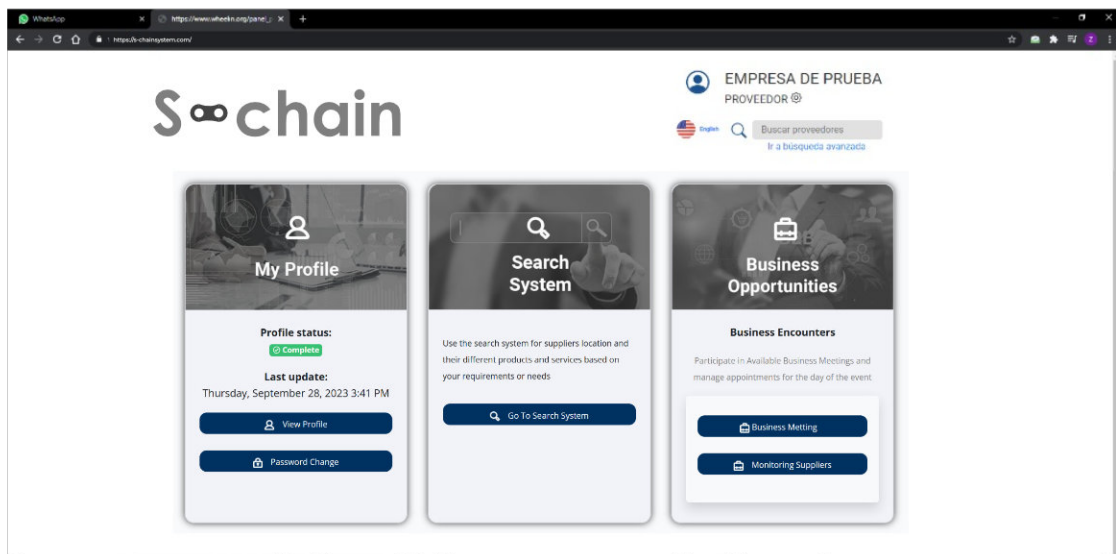 WhatsApp
https://www.wheekn.org/panel_
https://s-chainsystem.com/
Z
S chain
EMPRESA DE PRUEBA
PROVEEDOR
English
Buscar proveedores
Ir a búsqueda avanzada
My Profile
Profile status:
Complete
Last update:
Thursday, September 28, 2023 3:41 PM
View Profile
Password Change
Search
System
Use the search system for suppliers location and
their different products and services based on
your requirements or needs
Go To Search System
B2B
Business
Opportunities
Business Encounters
Participate in Available Business Meetings and
manage appointments for the day of the event
Business Metting
Monitoring Suppliers